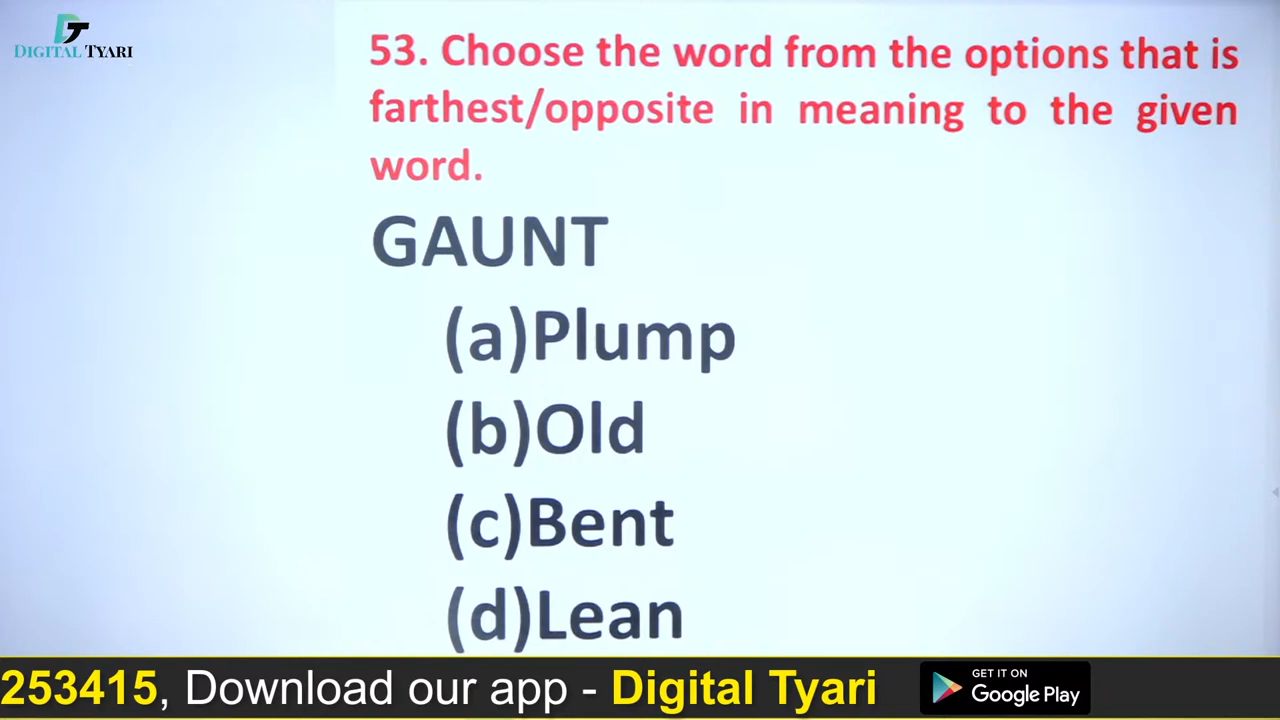 DT
DIGITAL TYARI
53. Choose the word from the options that is
farthest/opposite in meaning to the given
word.
GAUNT
(a)Plump
(b)Old
(c)Bent
(d)Lean
253415, Download our app - Digital Tyari
GET IT ON
Google Play